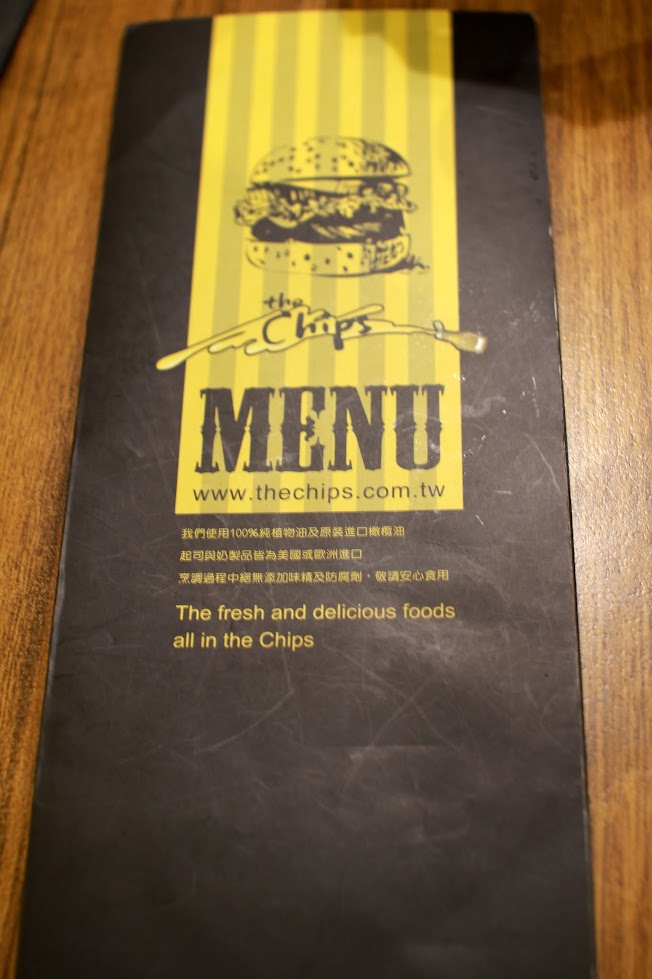 the
Chips
MENU
www.thechips.com.tw
我們使用100%純植物油及原裝進口橄欖油
起司與奶製品皆為美國或歐洲進口
烹調過程中絕無添加味精及防腐劑，敬請安心食用
The fresh and delicious foods
all in the Chips